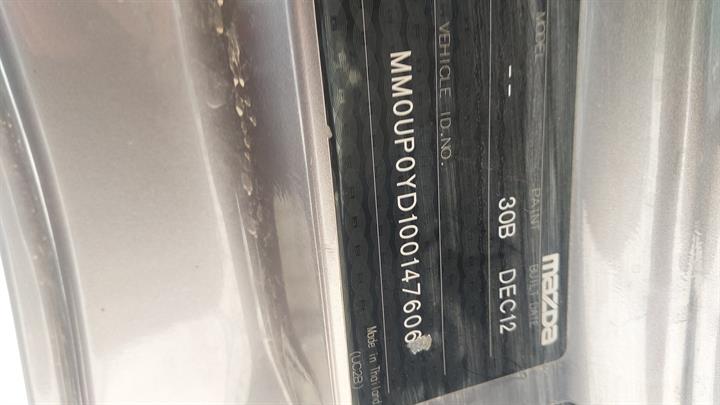 mazda
MODEL PAINT BUILT DATE
-- 30B DEC12
VEHICLE ID.NO.
MM0UP0YD100147606
Made in Thailand
(UC2B)